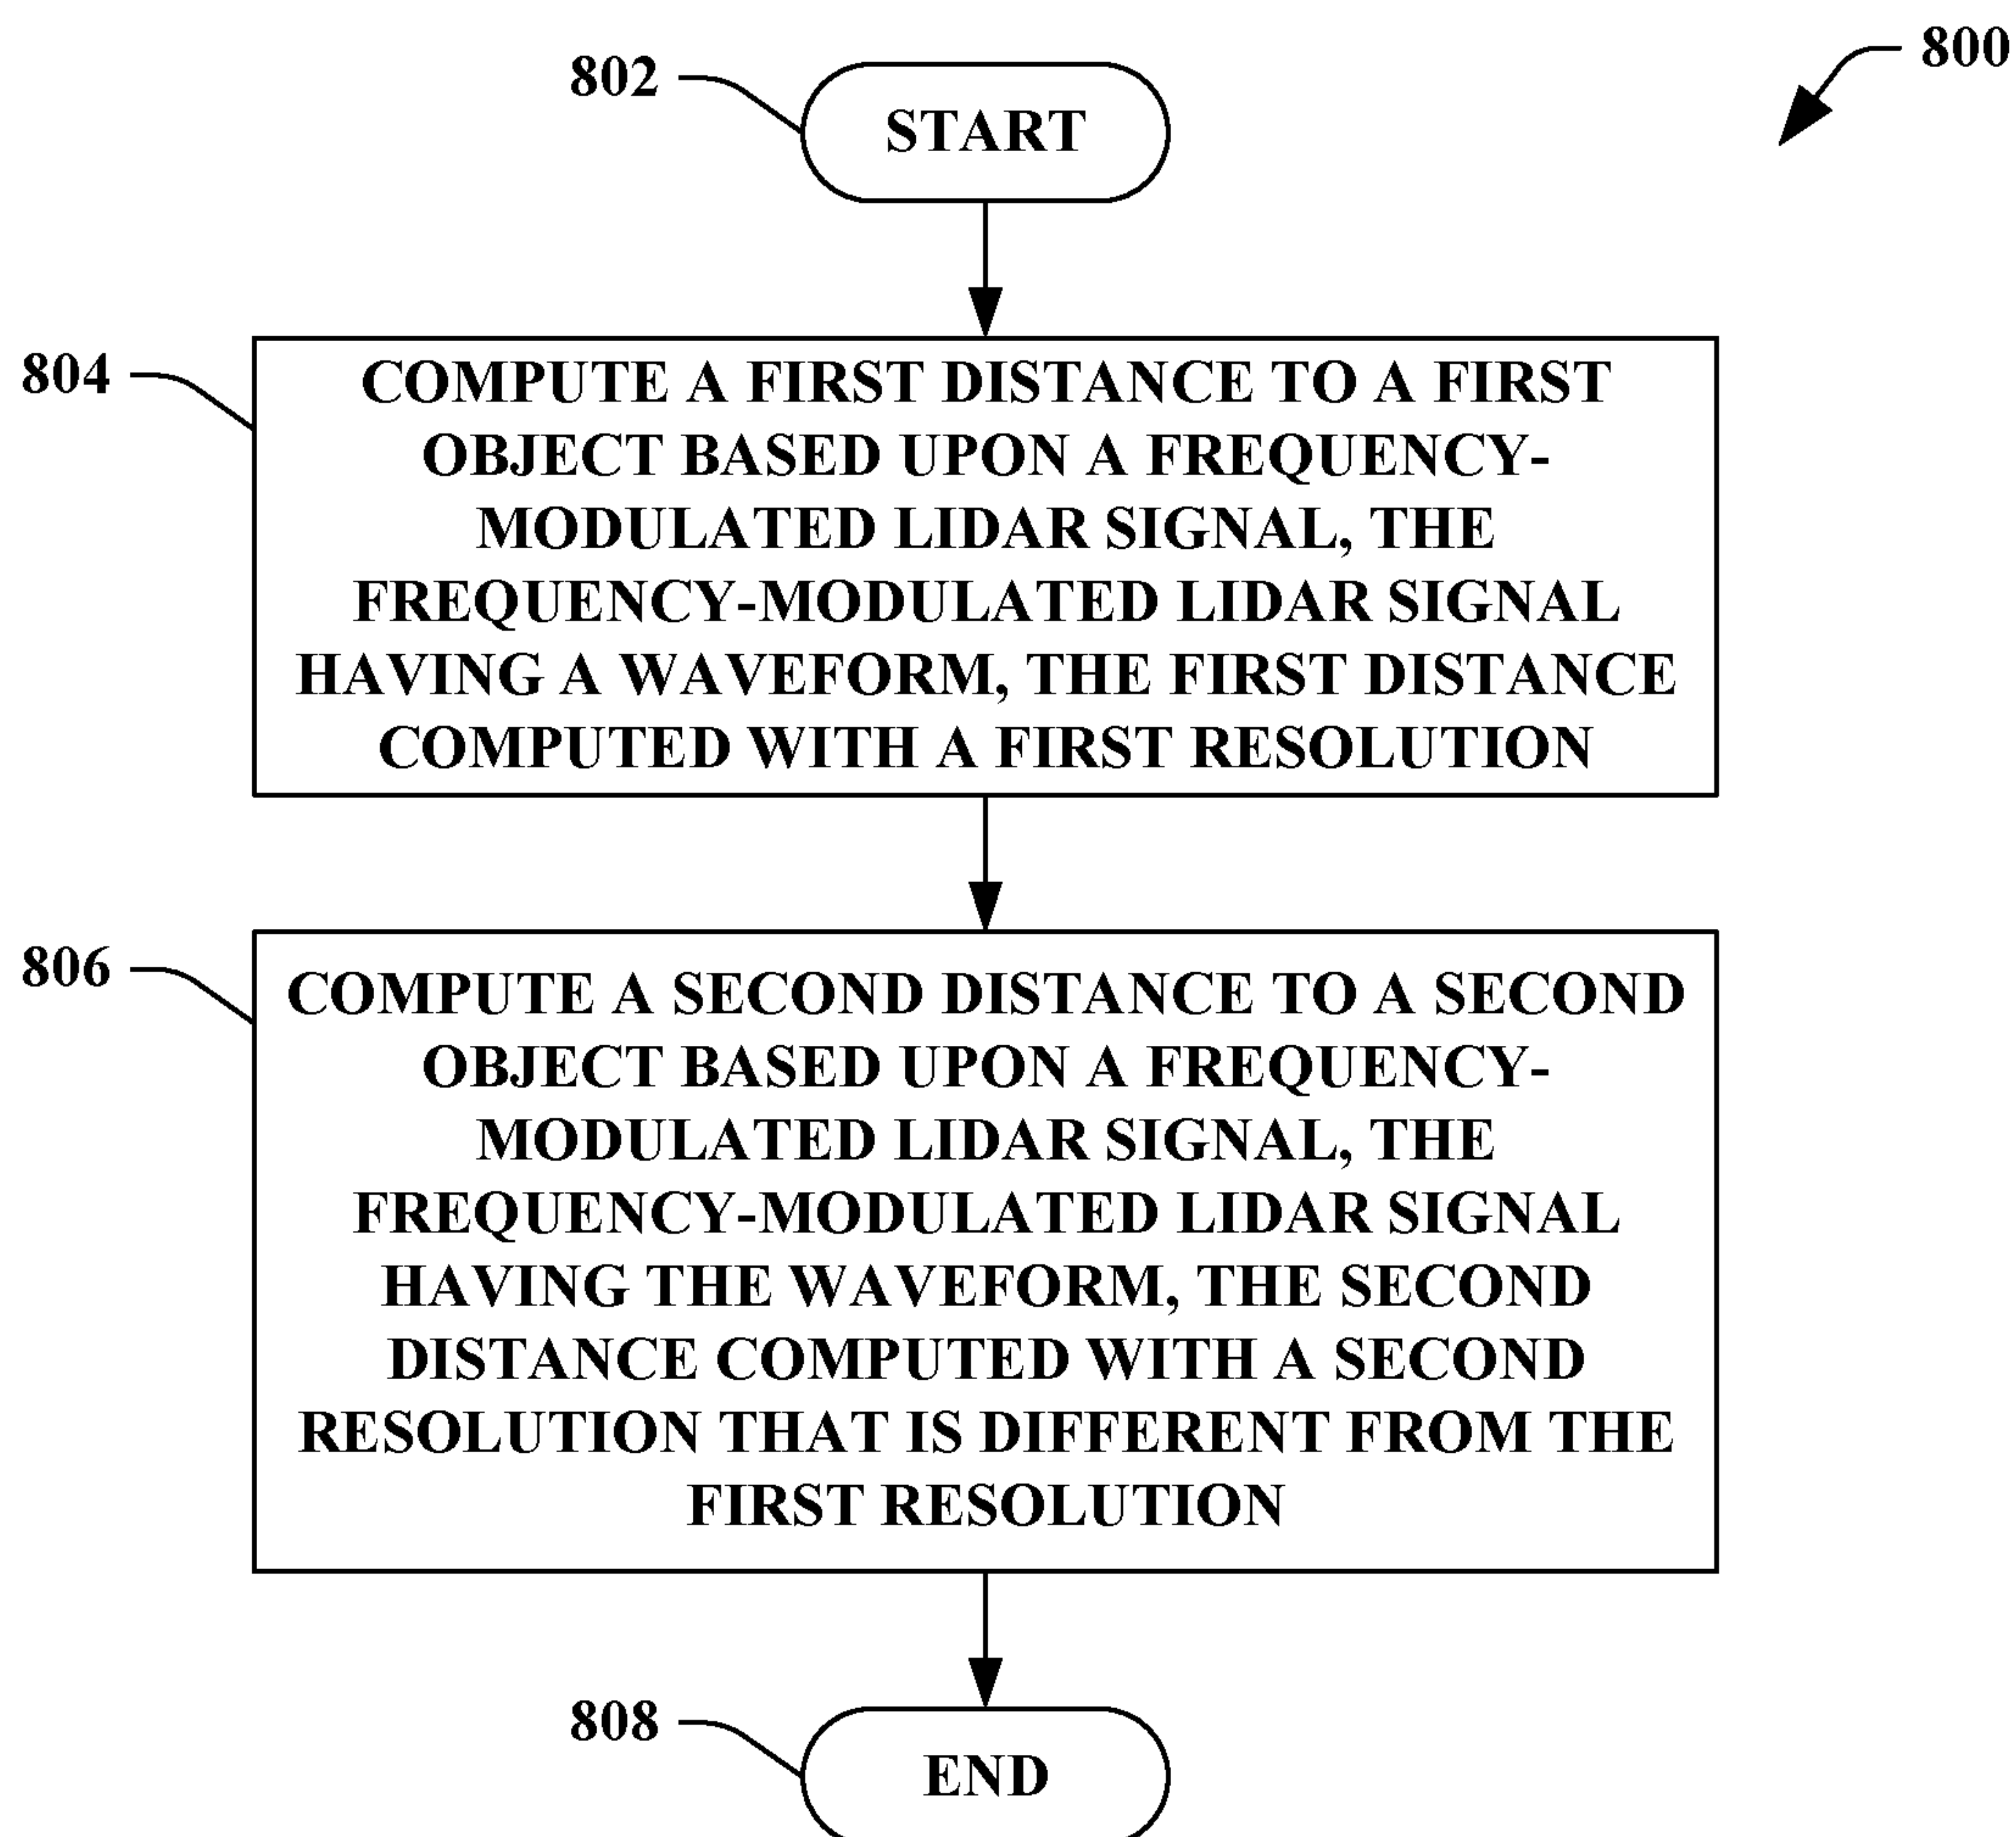 800
802
START
804
COMPUTE A FIRST DISTANCE TO A FIRST
OBJECT BASED UPON A FREQUENCY-
MODULATED LIDAR SIGNAL, THE
FREQUENCY-MODULATED LIDAR SIGNAL
HAVING A WAVEFORM, THE FIRST DISTANCE
COMPUTED WITH A FIRST RESOLUTION
806
COMPUTE A SECOND DISTANCE TO A SECOND
OBJECT BASED UPON A FREQUENCY-
MODULATED LIDAR SIGNAL, THE
FREQUENCY-MODULATED LIDAR SIGNAL
HAVING THE WAVEFORM, THE SECOND
DISTANCE COMPUTED WITH A SECOND
RESOLUTION THAT IS DIFFERENT FROM THE
FIRST RESOLUTION
808
END